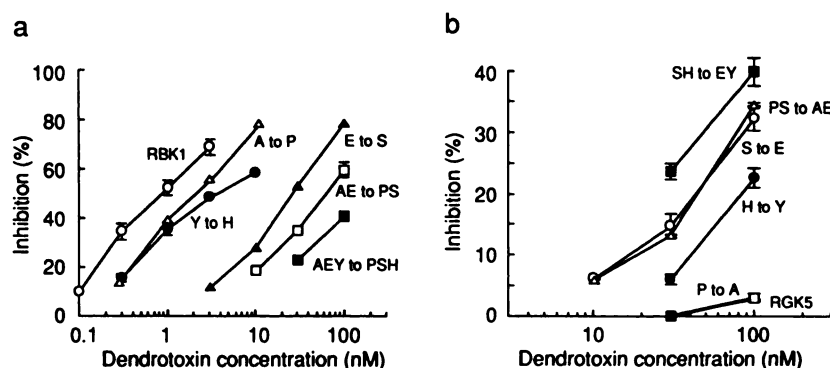 a
100
80
60
40
20
0
Inhibition (%)
RBK1
A to P
E to S
Y to H
AE to PS
AEY to PSH
0.1
1
10
100
Dendrotoxin concentration (nM)
b
40
30
20
10
0
Inhibition (%)
SH to EY
PS to AE
S to E
H to Y
P to A
RGK5
10
100
Dendrotoxin concentration (nM)